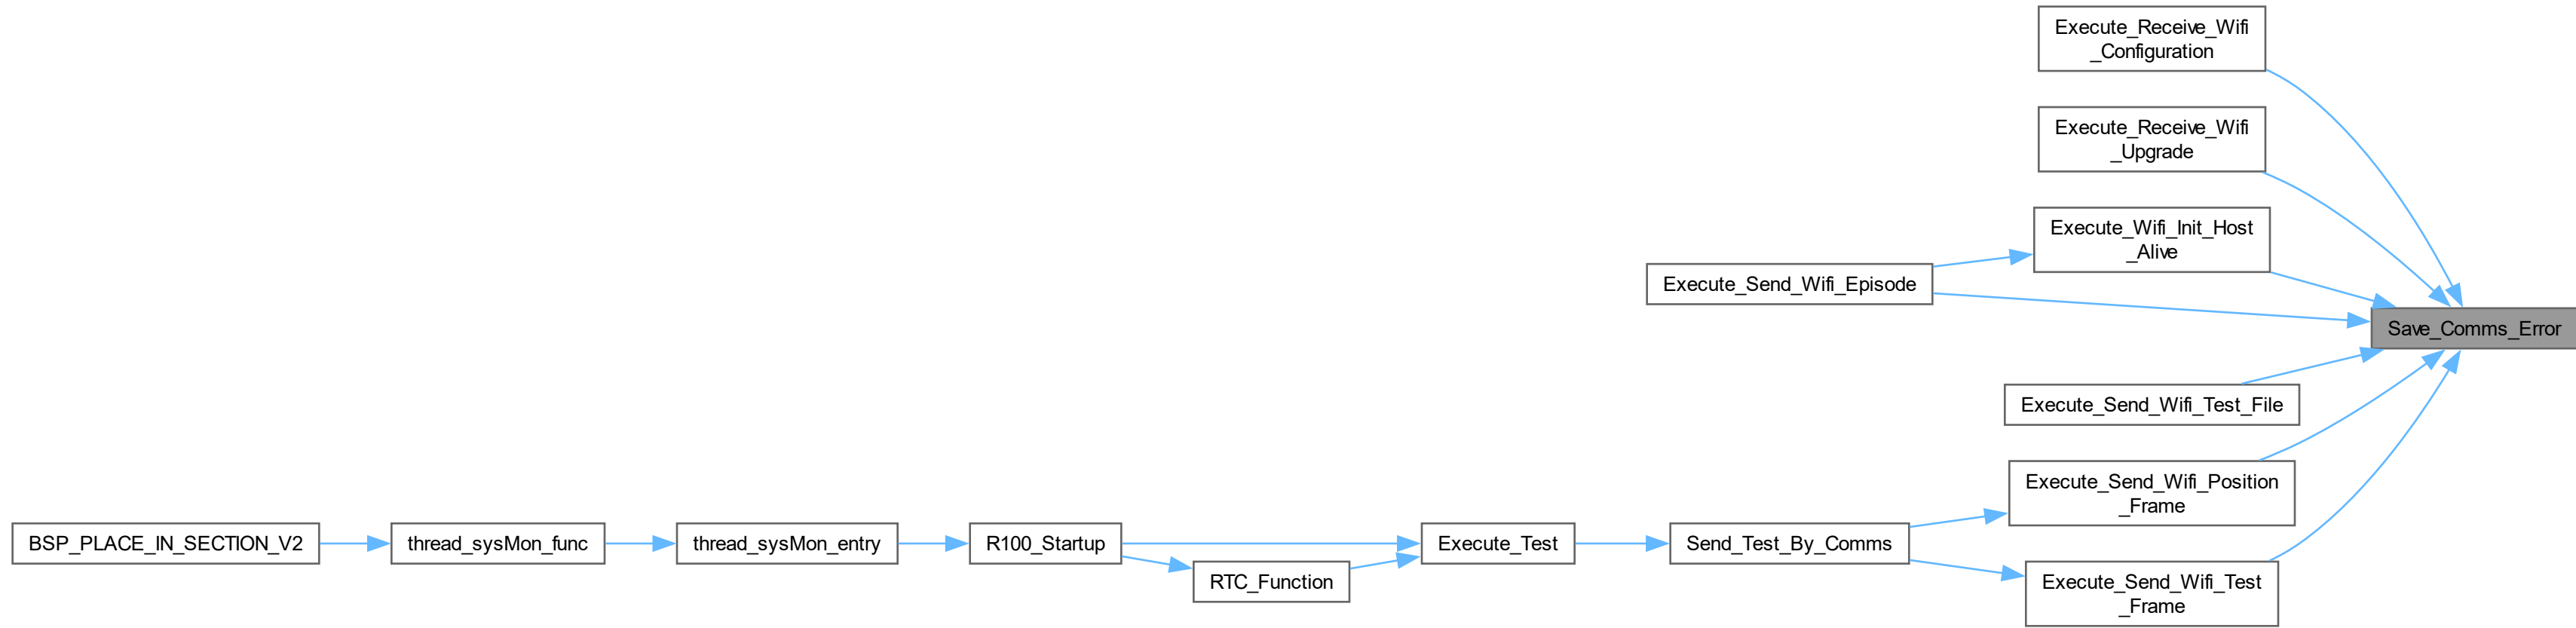 Execute_Receive_Wifi
_Configuration
Execute_Receive_Wifi
_Upgrade
Execute_Wifi_Init_Host
_Alive
Execute_Send_Wifi_Episode
Save_Comms_Error
Execute_Send_Wifi_Test_File
Execute_Send_Wifi_Position
_Frame
BSP_PLACE_IN_SECTION_V2
thread_sysMon_func
thread_sysMon_entry
R100_Startup
Execute_Test
Send_Test_By_Comms
RTC_Function
Execute_Send_Wifi_Test
_Frame